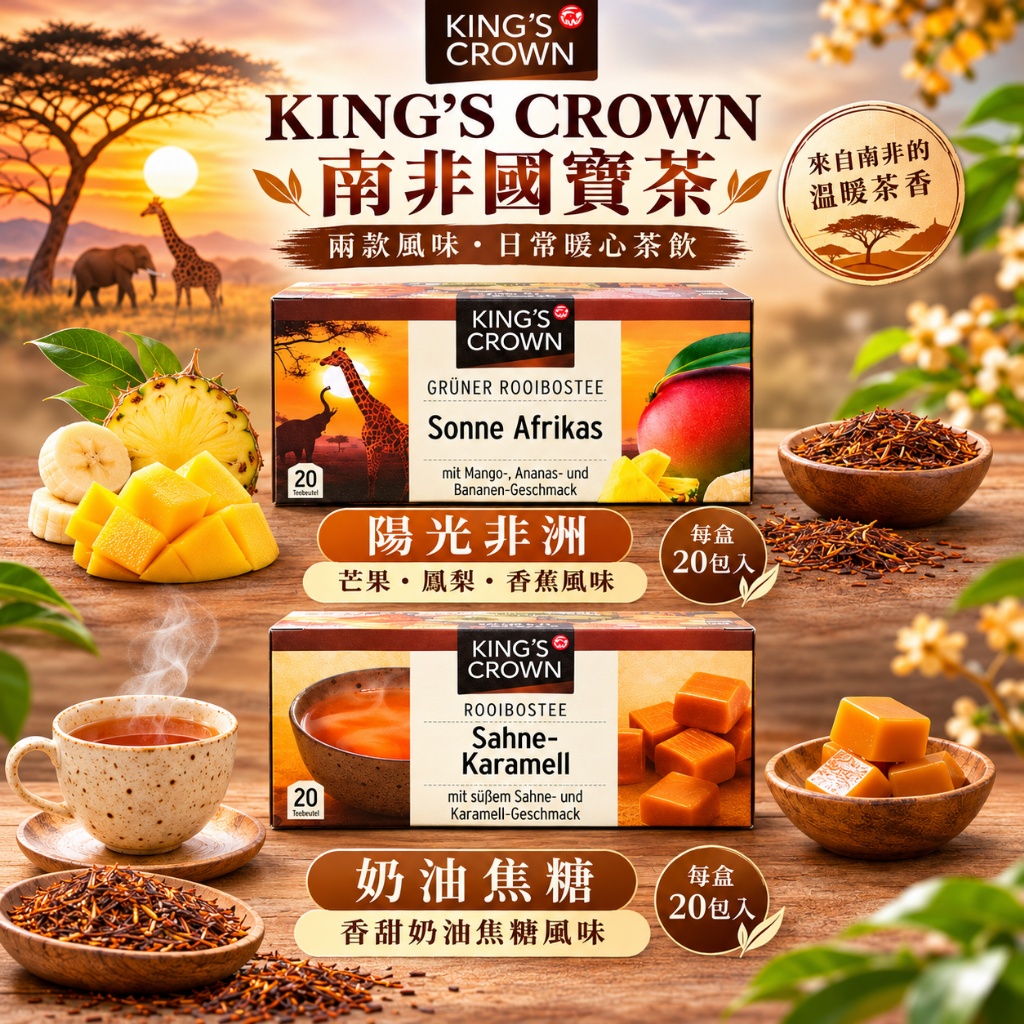 KING'S
CROWN
KING'S CROWN
南非國寶茶
兩款風味・日常暖心茶飲
來自南非的
溫暖茶香
KING'S
CROWN
GRÜNER ROOIBOSTEE
Sonne Afrikas
mit Mango-, Ananas- und
Bananen-Geschmack
20
Teebeutel
陽光非洲
芒果・鳳梨・香蕉風味
每盒
20包入
KING'S
CROWN
ROOIBOSTEE
Sahne-
Karamell
mit süßem Sahne- und
Karamell-Geschmack
20
Teebeutel
奶油焦糖
香甜奶油焦糖風味
每盒
20包入